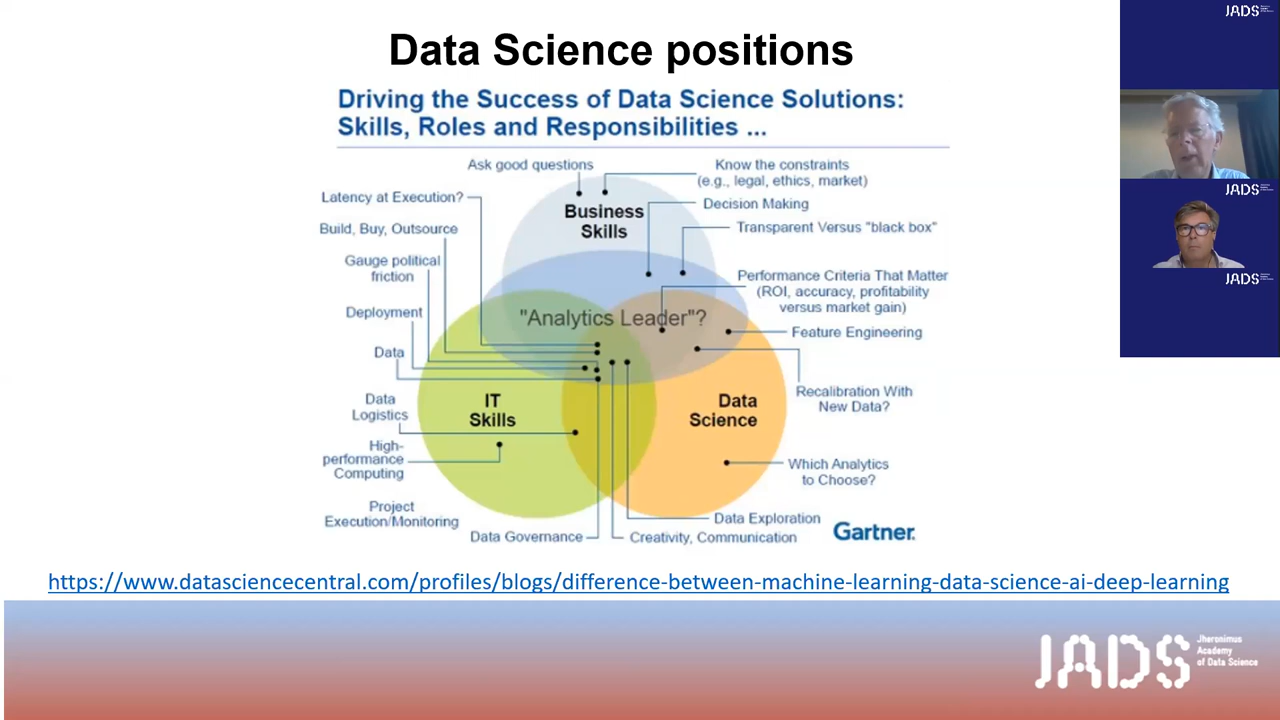 Data Science positions
Driving the Success of Data Science Solutions:
Skills, Roles and Responsibilities ...
Ask good questions
Know the constraints
(e.g., legal, ethics, market)
Latency at Execution?
Decision Making
Business
Skills
Build, Buy, Outsource
Transparent Versus "black box"
Gauge political
friction
Performance Criteria That Matter
(ROI, accuracy, profitability
versus market gain)
Deployment
"Analytics Leader"?
Feature Engineering
Data
Recalibration With
New Data?
Data
Logistics
IT
Skills
Data
Science
High-
performance
Computing
Which Analytics
to Choose?
Project
Execution/Monitoring
Data Exploration
Data Governance
Creativity, Communication
Gartner.
https://www.datasciencecentral.com/profiles/blogs/difference-between-machine-learning-data-science-ai-deep-learning
JADS
Jheronimus
Academy
of Data Science
JADS
JADS
JADS